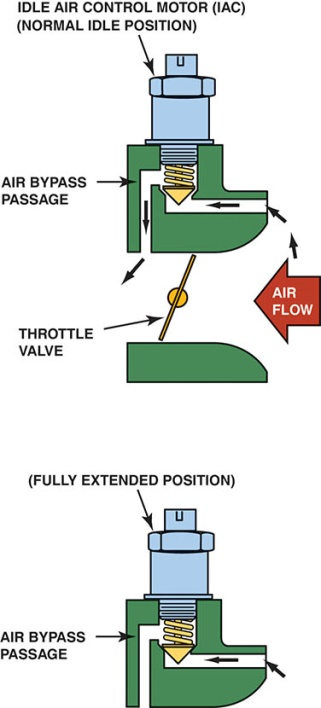 IDLE AIR CONTROL MOTOR (IAC)
(NORMAL IDLE POSITION)
AIR BYPASS
PASSAGE
AIR
FLOW
THROTTLE
VALVE
(FULLY EXTENDED POSITION)
AIR BYPASS
PASSAGE